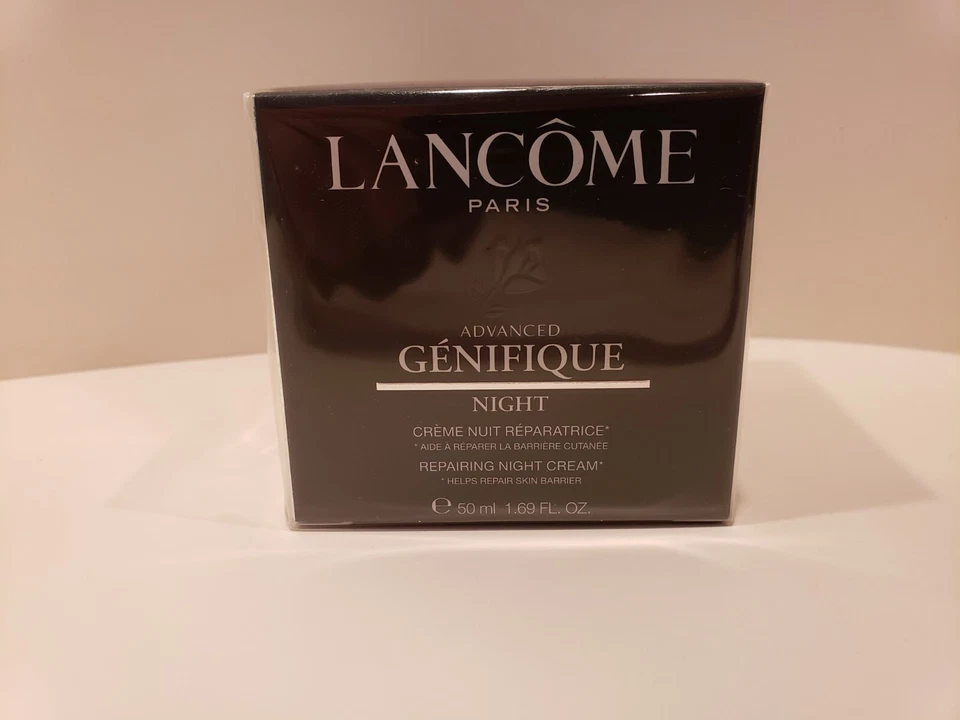 LANCÔME
PARIS
ADVANCED
GÉNIFIQUE
NIGHT
CRÈME NUIT RÉPARATRICE*
* AIDE À RÉPARER LA BARRIÈRE CUTANÉE
REPAIRING NIGHT CREAM*
* HELPS REPAIR SKIN BARRIER
℮ 50 ml 1.69 FL. OZ.